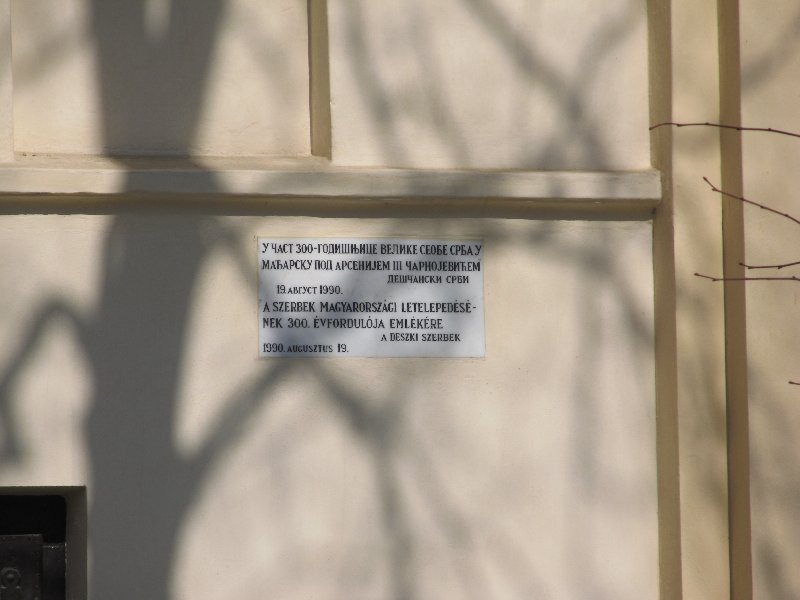 У ЧАСТ 300-ГОДИШЊИЦЕ ВЕЛИКЕ СЕОБЕ СРБА У
МАЂАРСКУ ПОД АРСЕНИЈЕМ III ЧАРНОЈЕВИЋЕМ
ДЕШЧАНСКИ СРБИ
19. АВГУСТ 1990.
A SZERBEK MAGYARORSZÁGI LETELEPEDÉSÉ-
NEK 300. ÉVFORDULÓJA EMLÉKÉRE
A DESZKI SZERBEK
1990. AUGUSZTUS 19.